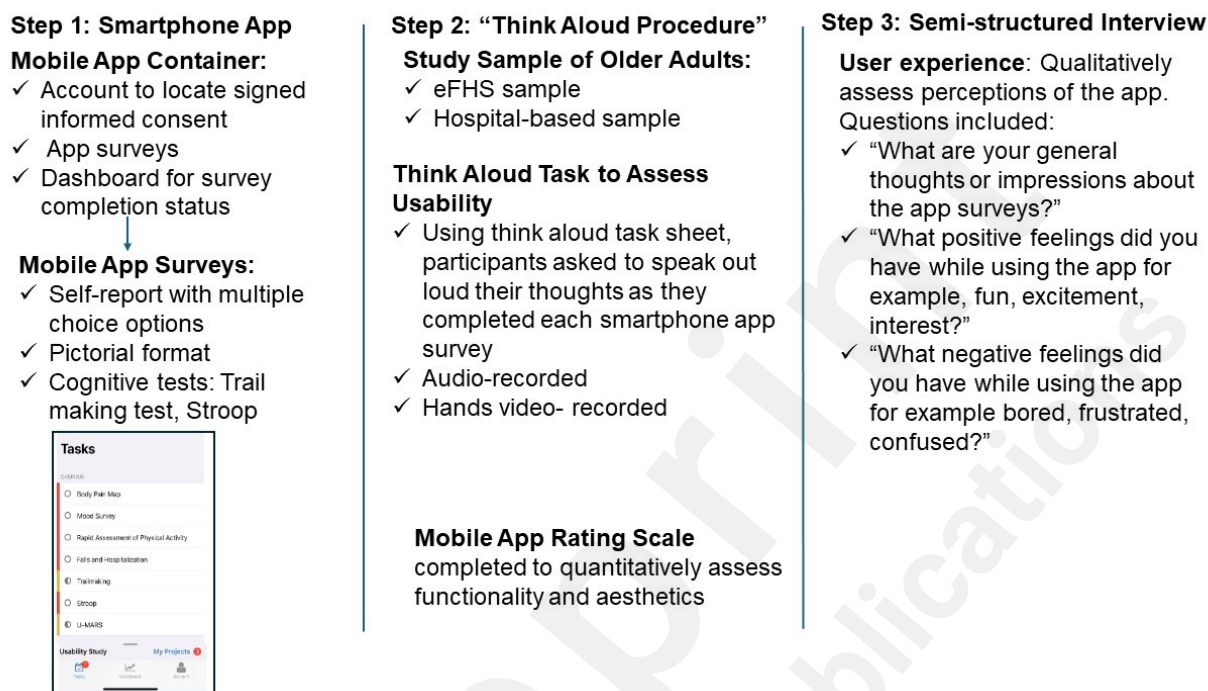 Step 1: Smartphone App
Mobile App Container:
✓ Account to locate signed
informed consent
✓ App surveys
✓ Dashboard for survey
completion status
Mobile App Surveys:
✓ Self-report with multiple
choice options
✓ Pictorial format
✓ Cognitive tests: Trail
making test, Stroop
Tasks
OVERDUE
Body Pain Map
Mood Survey
Rapid Assessment of Physical Activity
Falls and Hospitalization
Trailmaking
Stroop
U-MARS
Usability Study
My Projects
Tasks
Dashboard
Account
Step 2: “Think Aloud Procedure”
Study Sample of Older Adults:
✓ eFHS sample
✓ Hospital-based sample
Think Aloud Task to Assess
Usability
✓ Using think aloud task sheet,
participants asked to speak out
loud their thoughts as they
completed each smartphone app
survey
✓ Audio-recorded
✓ Hands video- recorded
Mobile App Rating Scale
completed to quantitatively assess
functionality and aesthetics
Step 3: Semi-structured Interview
User experience: Qualitatively
assess perceptions of the app.
Questions included:
✓ “What are your general
thoughts or impressions about
the app surveys?”
✓ “What positive feelings did you
have while using the app for
example, fun, excitement,
interest?”
✓ “What negative feelings did
you have while using the app
for example bored, frustrated,
confused?”
print
blications